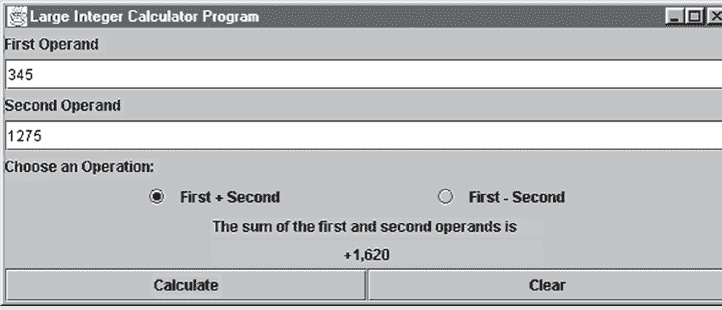 Large Integer Calculator Program
First Operand
345
Second Operand
1275
Choose an Operation:
First + Second First - Second
The sum of the first and second operands is
+1,620
Calculate Clear